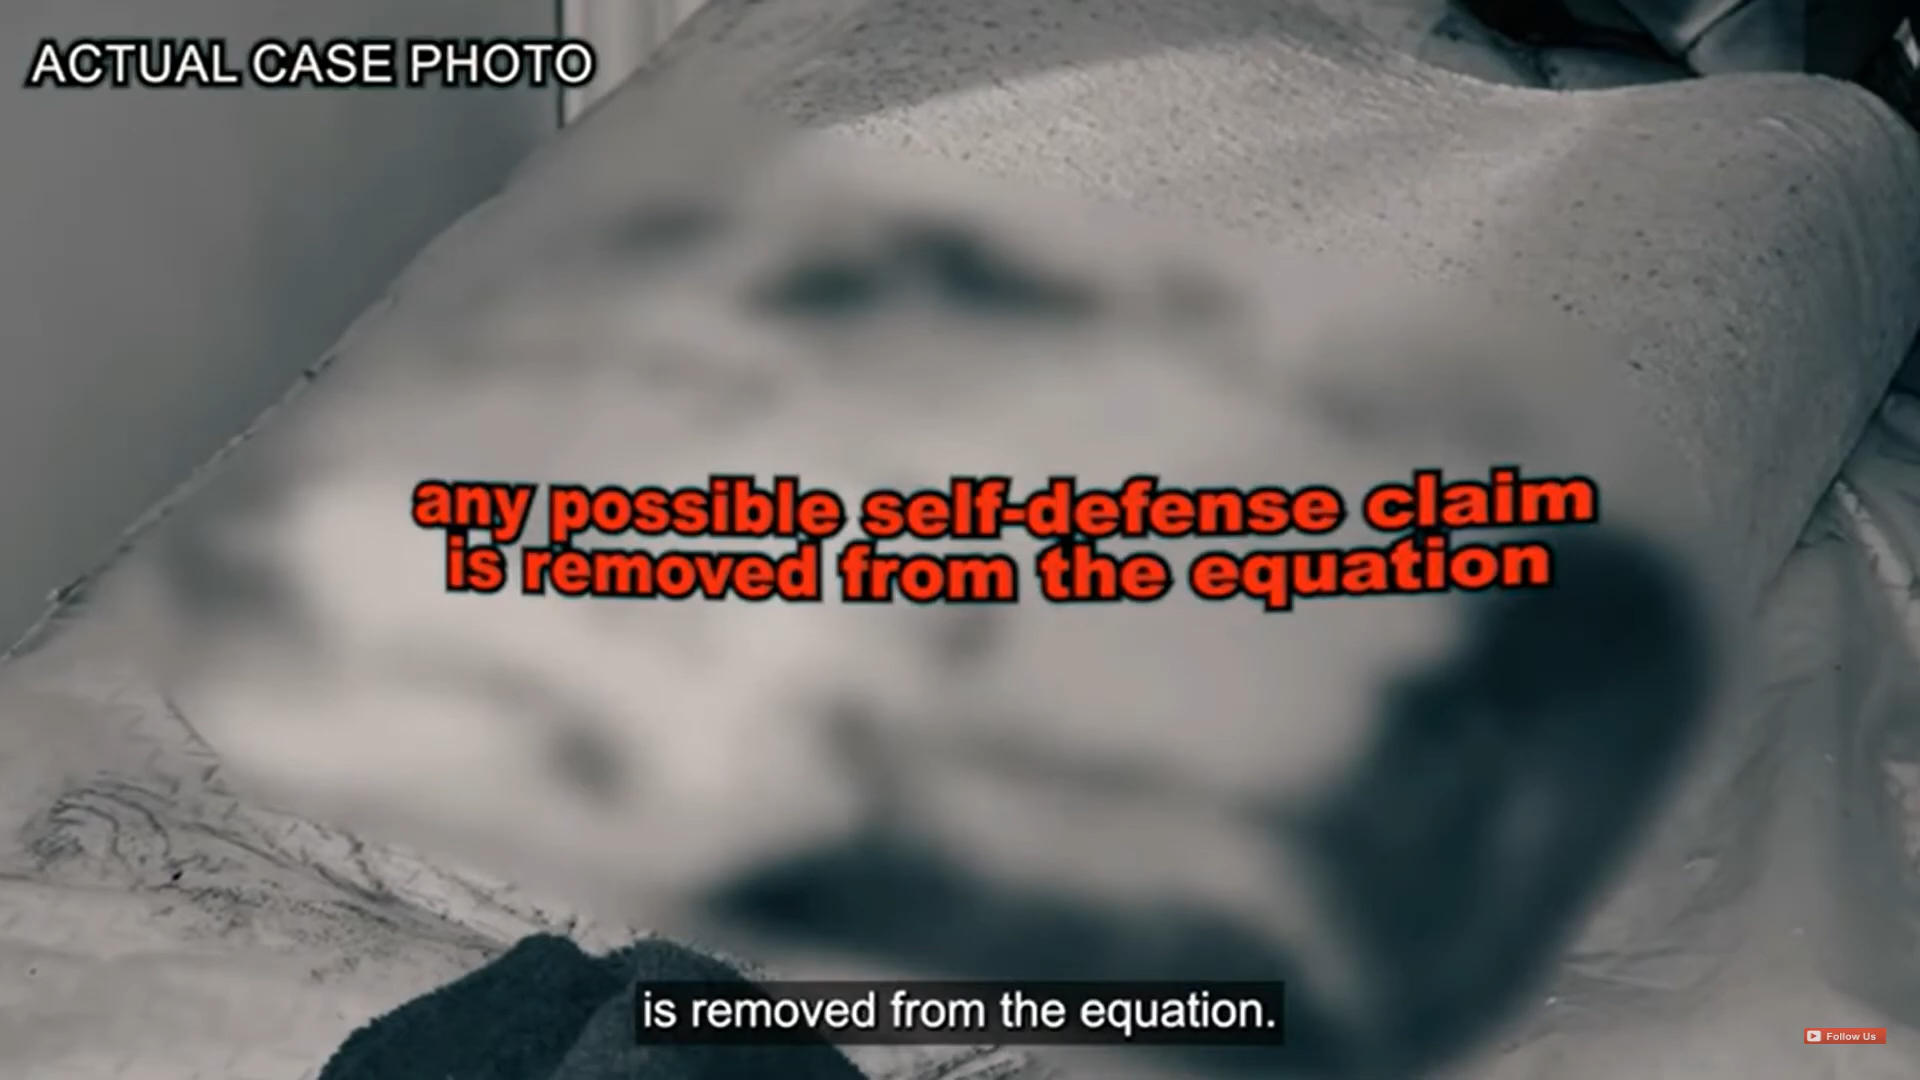 ACTUAL CASE PHOTO
any possible self-defense claim
is removed from the equation
is removed from the equation.
Follow Us